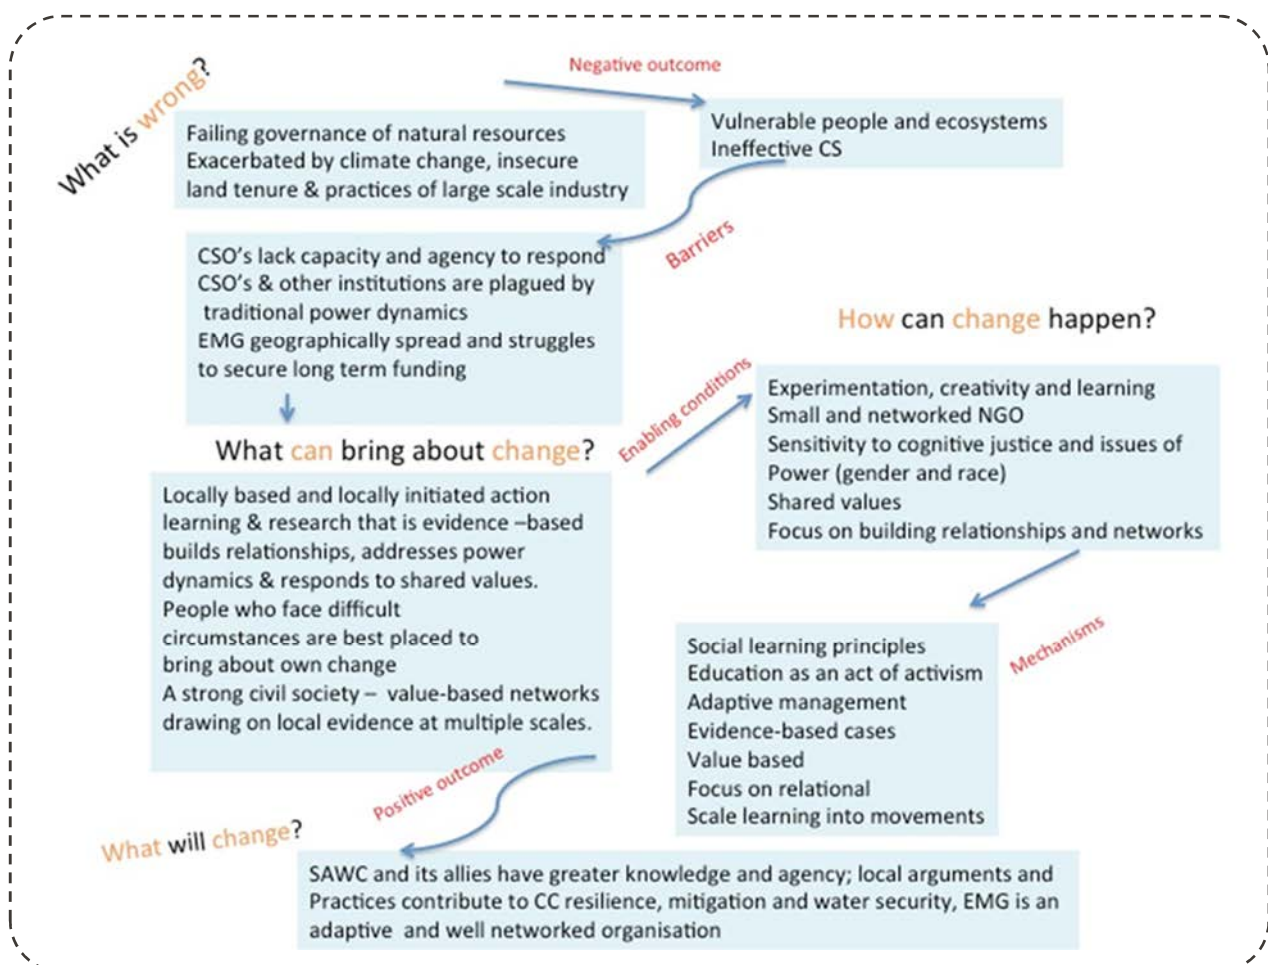 What is wrong?
Negative outcome
Failing governance of natural resources
Exacerbated by climate change, insecure
land tenure & practices of large scale industry
Vulnerable people and ecosystems
Ineffective CS
Barriers
CSO's lack capacity and agency to respond
CSO's & other institutions are plagued by
traditional power dynamics
EMG geographically spread and struggles
to secure long term funding
What can bring about change?
Locally based and locally initiated action
learning & research that is evidence –based
builds relationships, addresses power
dynamics & responds to shared values.
People who face difficult
circumstances are best placed to
bring about own change
A strong civil society – value-based networks
drawing on local evidence at multiple scales.
Enabling conditions
How can change happen?
Experimentation, creativity and learning
Small and networked NGO
Sensitivity to cognitive justice and issues of
Power (gender and race)
Shared values
Focus on building relationships and networks
Mechanisms
Social learning principles
Education as an act of activism
Adaptive management
Evidence-based cases
Value based
Focus on relational
Scale learning into movements
Positive outcome
What will change?
SAWC and its allies have greater knowledge and agency; local arguments and
Practices contribute to CC resilience, mitigation and water security, EMG is an
adaptive and well networked organisation